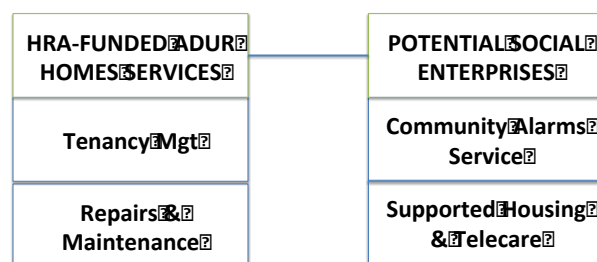 HRA-FUNDED ADUR
HOMES SERVICES
POTENTIAL SOCIAL
ENTERPRISES
Tenancy Mgt
Community Alarms
Service
Repairs &
Maintenance
Supported Housing
& Telecare